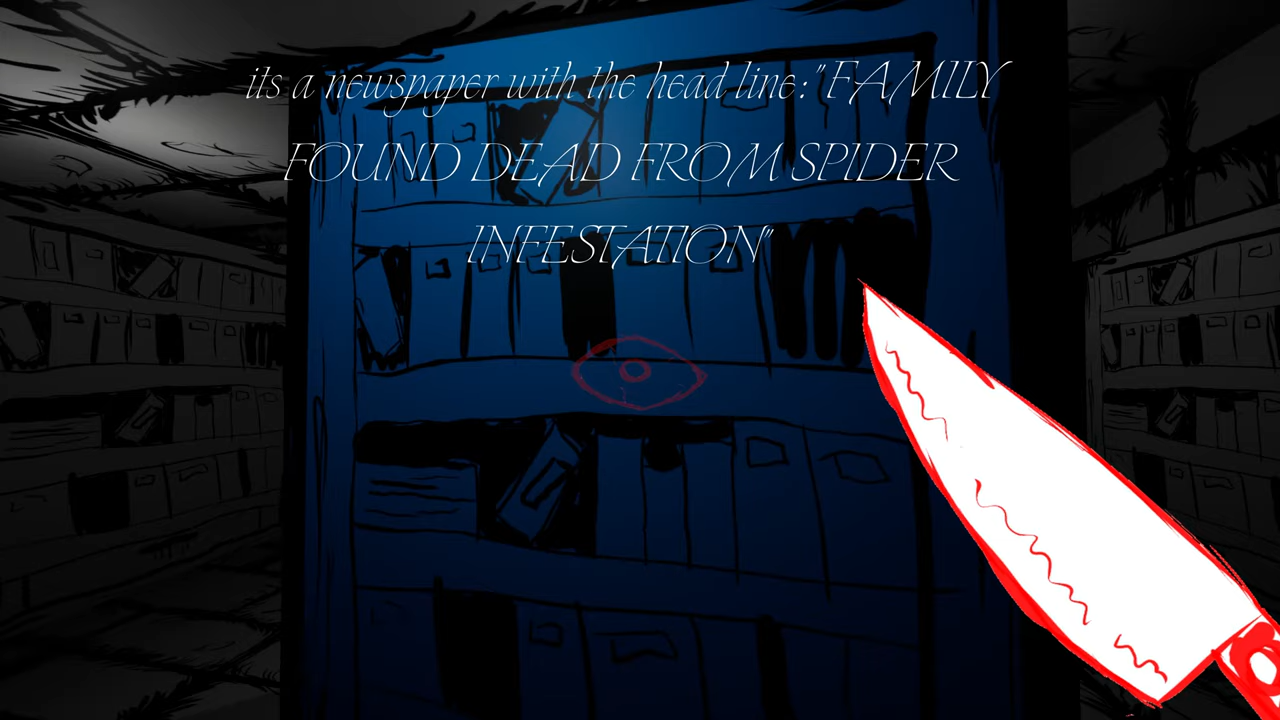 its a newspaper with the head line:"FAMILY
FOUND DEAD FROM SPIDER
INFESTATION"